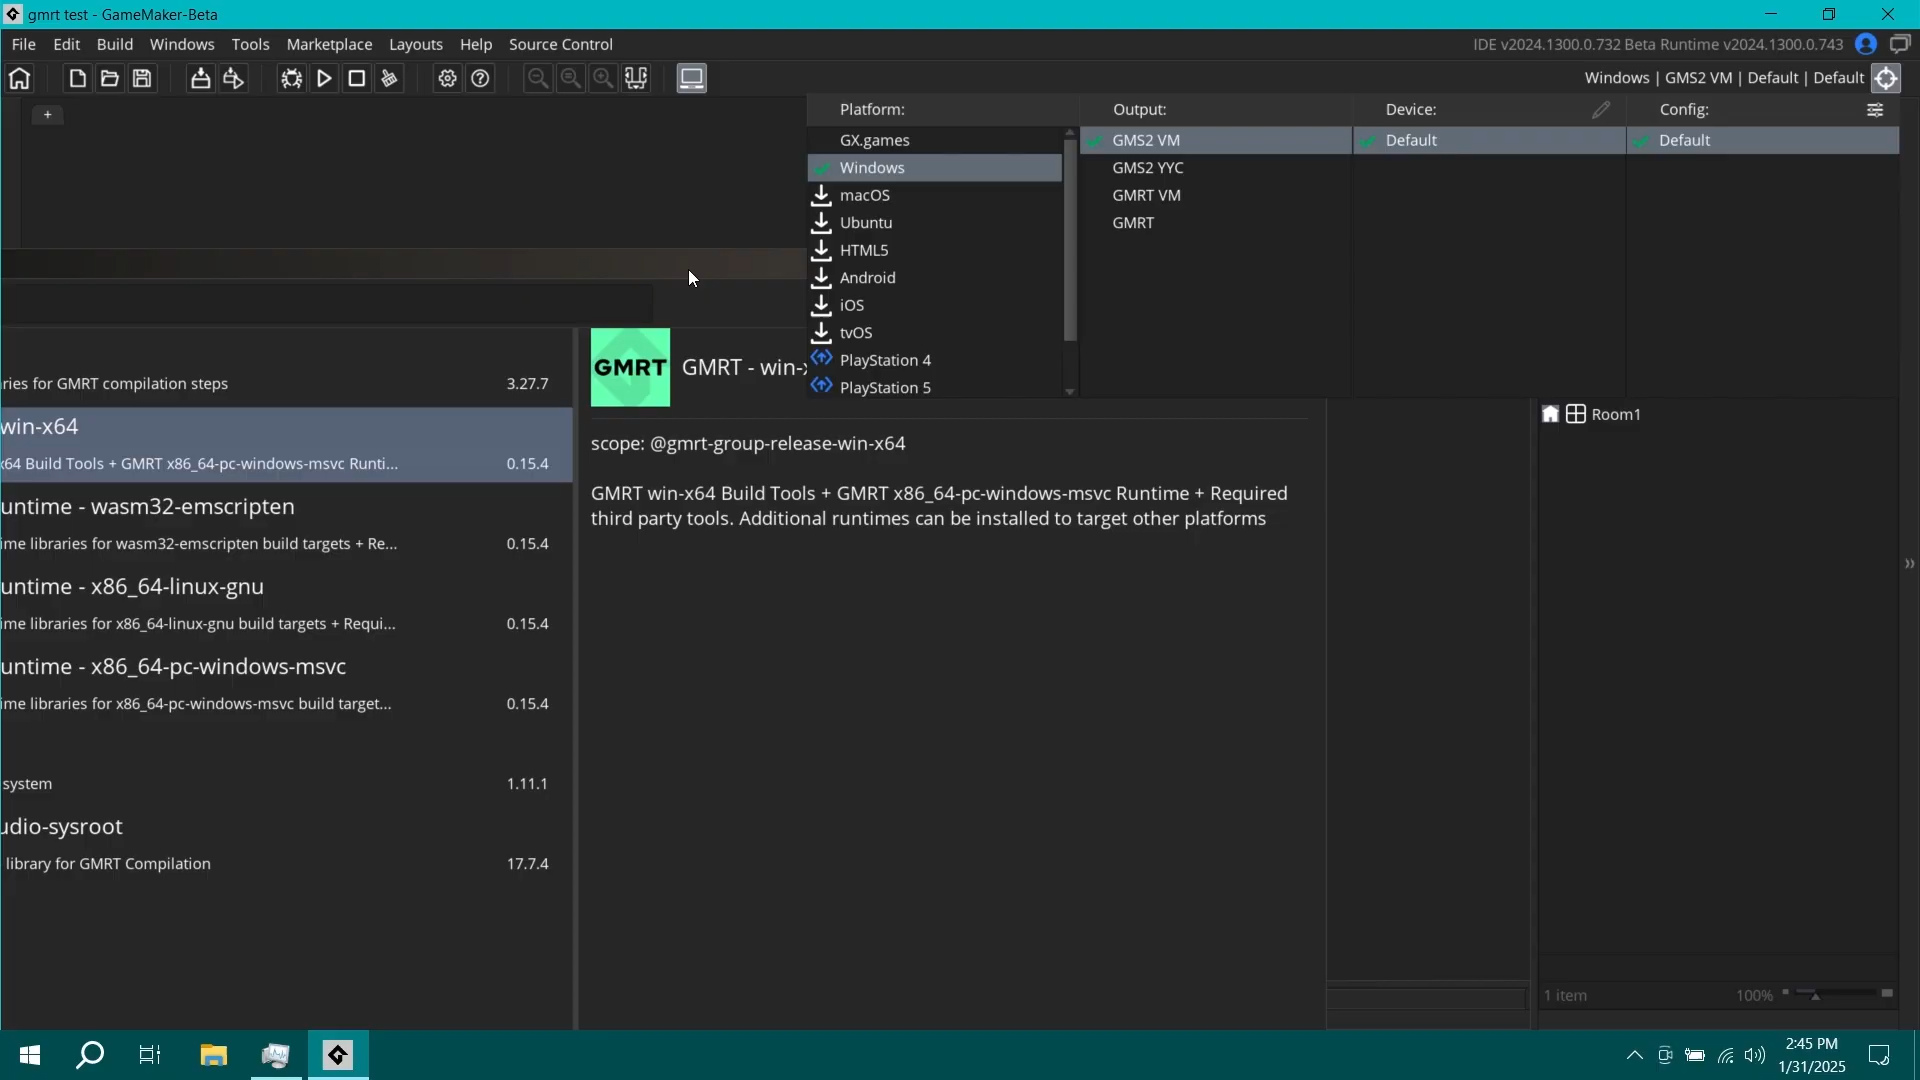 gmrt test - GameMaker-Beta
File Edit Build Windows Tools Marketplace Layouts Help Source Control
IDE v2024.1300.0.732 Beta Runtime v2024.1300.0.743
Windows | GMS2 VM | Default | Default
+
Platform:
GX.games
Windows
macOS
Ubuntu
HTML5
Android
iOS
tvOS
PlayStation 4
PlayStation 5
Output:
GMS2 VM
GMS2 YYC
GMRT VM
GMRT
Device:
Default
Config:
Default
ries for GMRT compilation steps 3.27.7
win-x64
x64 Build Tools + GMRT x86_64-pc-windows-msvc Runti... 0.15.4
untime - wasm32-emscripten
ime libraries for wasm32-emscripten build targets + Re... 0.15.4
untime - x86_64-linux-gnu
ime libraries for x86_64-linux-gnu build targets + Requi... 0.15.4
untime - x86_64-pc-windows-msvc
ime libraries for x86_64-pc-windows-msvc build target... 0.15.4
system 1.11.1
udio-sysroot
library for GMRT Compilation 17.7.4
GMRT
GMRT - win-x
scope: @gmrt-group-release-win-x64
GMRT win-x64 Build Tools + GMRT x86_64-pc-windows-msvc Runtime + Required
third party tools. Additional runtimes can be installed to target other platforms
Room1
1 item 100%
2:45 PM
1/31/2025